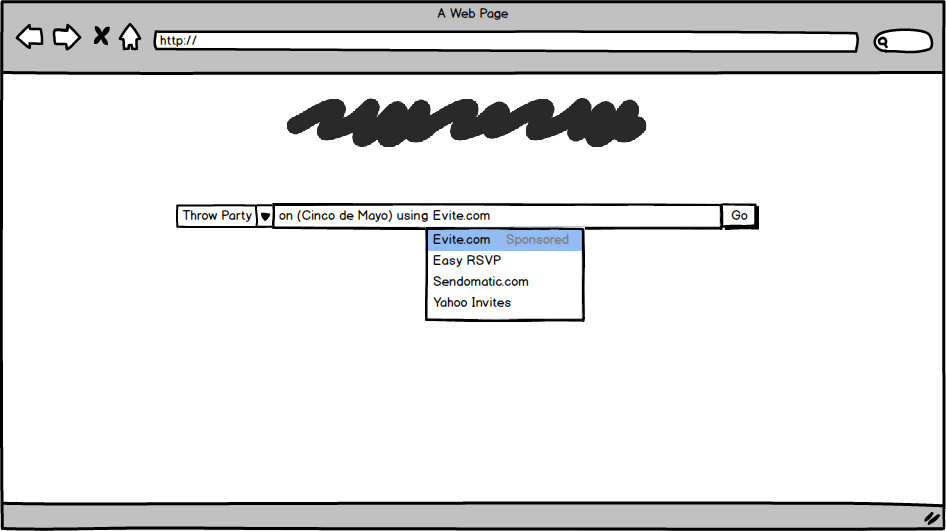 A Web Page
http://
Throw Party on (Cinco de Mayo) using Evite.com Go
Evite.com Sponsored
Easy RSVP
Sendomatic.com
Yahoo Invites